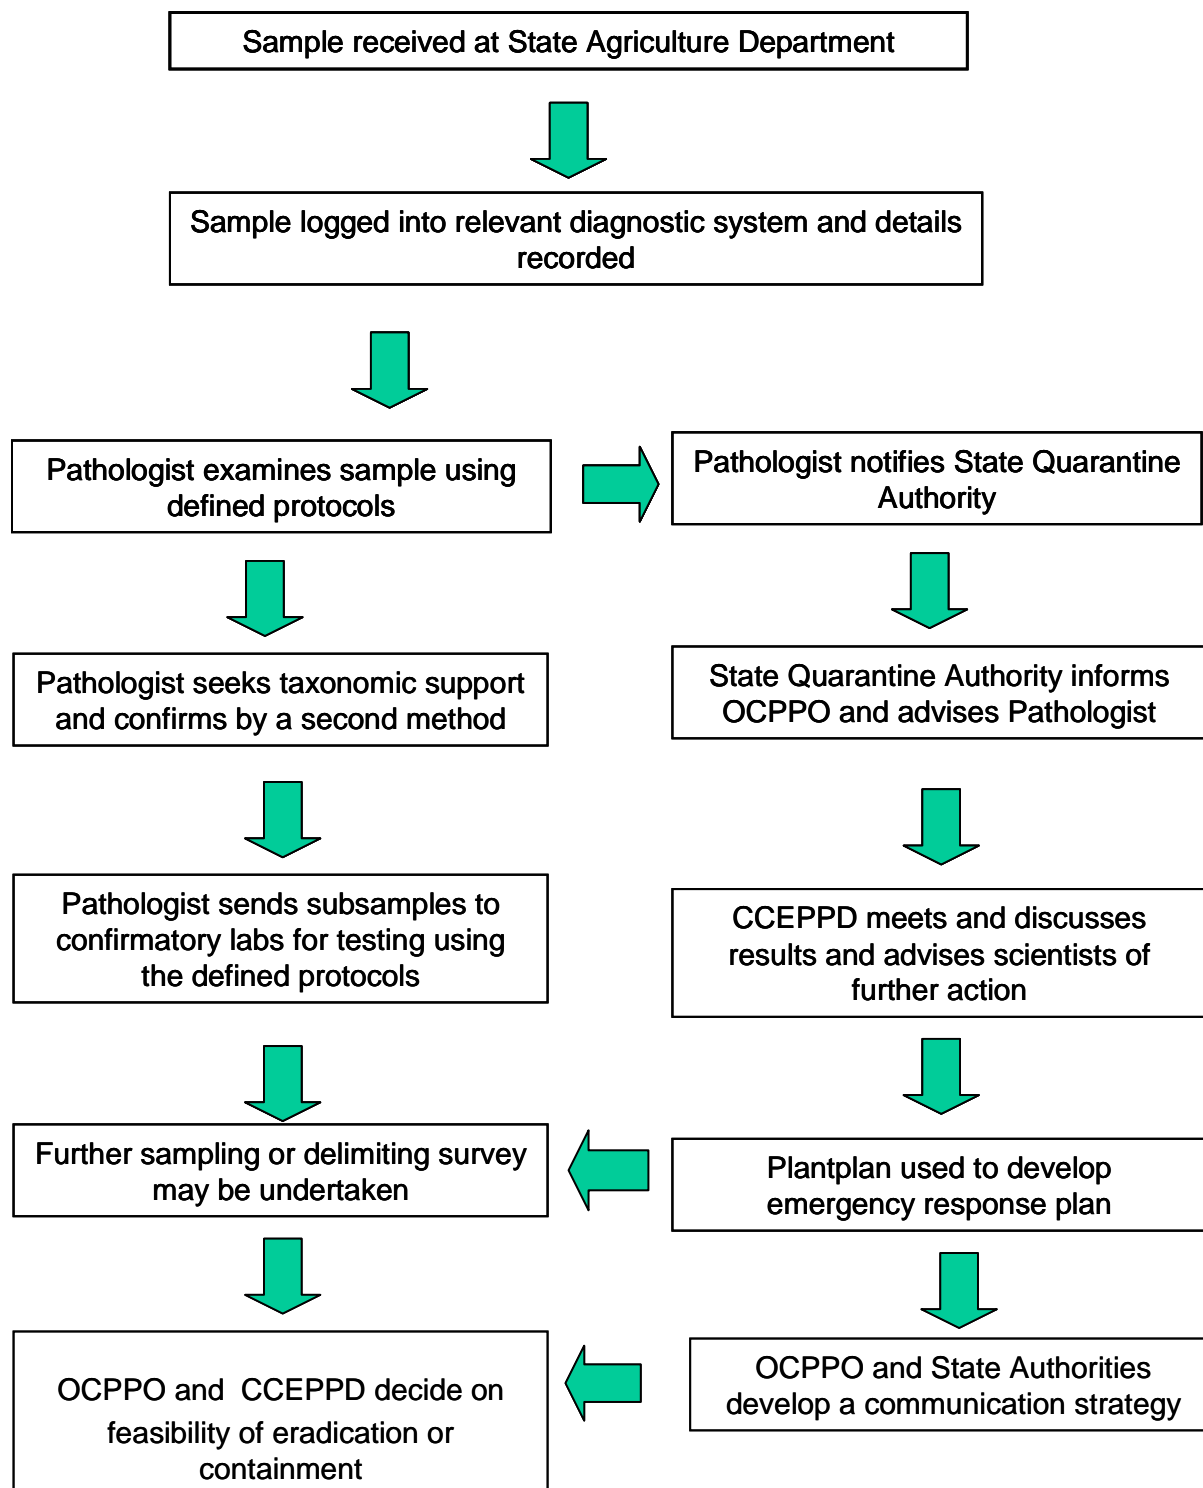 Sample received at State Agriculture Department
Sample logged into relevant diagnostic system and details
recorded
Pathologist examines sample using
defined protocols
Pathologist notifies State Quarantine
Authority
Pathologist seeks taxonomic support
and confirms by a second method
State Quarantine Authority informs
OCPPO and advises Pathologist
Pathologist sends subsamples to
confirmatory labs for testing using
the defined protocols
CCEPPD meets and discusses
results and advises scientists of
further action
Further sampling or delimiting survey
may be undertaken
Plantplan used to develop
emergency response plan
OCPPO and CCEPPD decide on
feasibility of eradication or
containment
OCPPO and State Authorities
develop a communication strategy